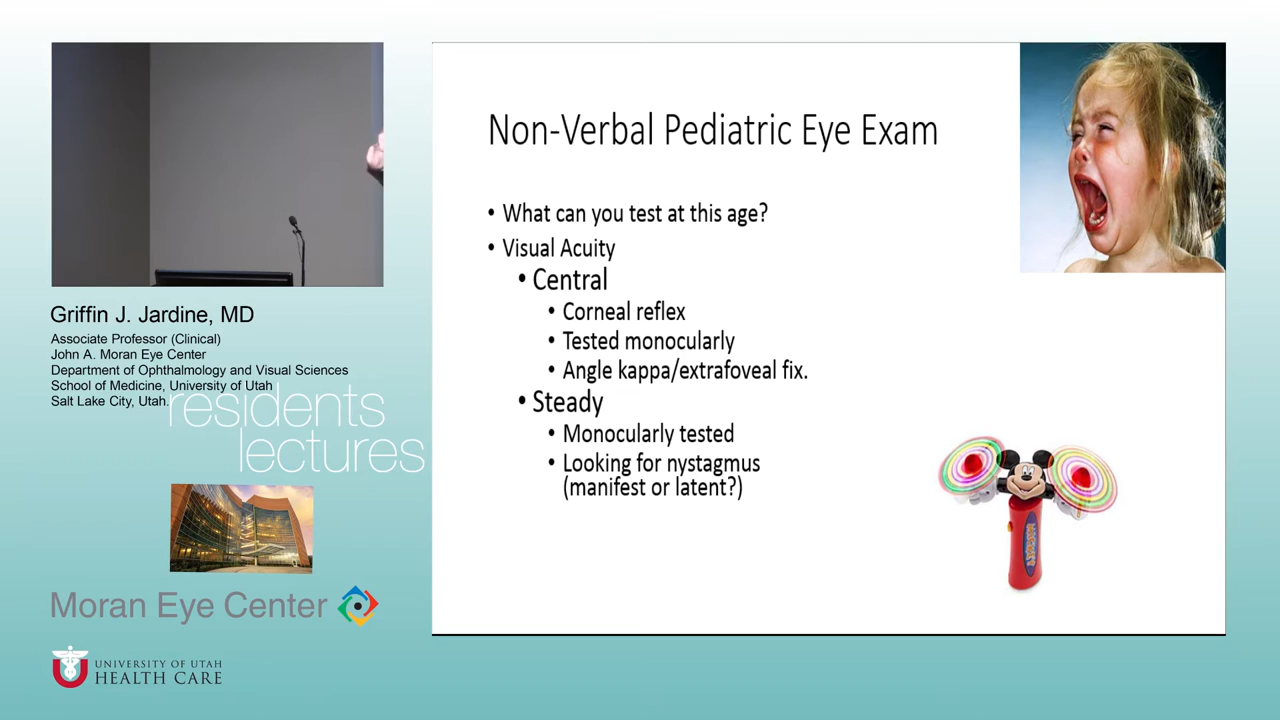 Griffin J. Jardine, MD
Associate Professor (Clinical)
John A. Moran Eye Center
Department of Ophthalmology and Visual Sciences
School of Medicine, University of Utah
Salt Lake City, Utah.
residents
lectures
Moran Eye Center
UNIVERSITY OF UTAH
HEALTH CARE
Non-Verbal Pediatric Eye Exam
• What can you test at this age?
• Visual Acuity
• Central
• Corneal reflex
• Tested monocularly
• Angle kappa/extrafoveal fix.
• Steady
• Monocularly tested
• Looking for nystagmus
(manifest or latent?)